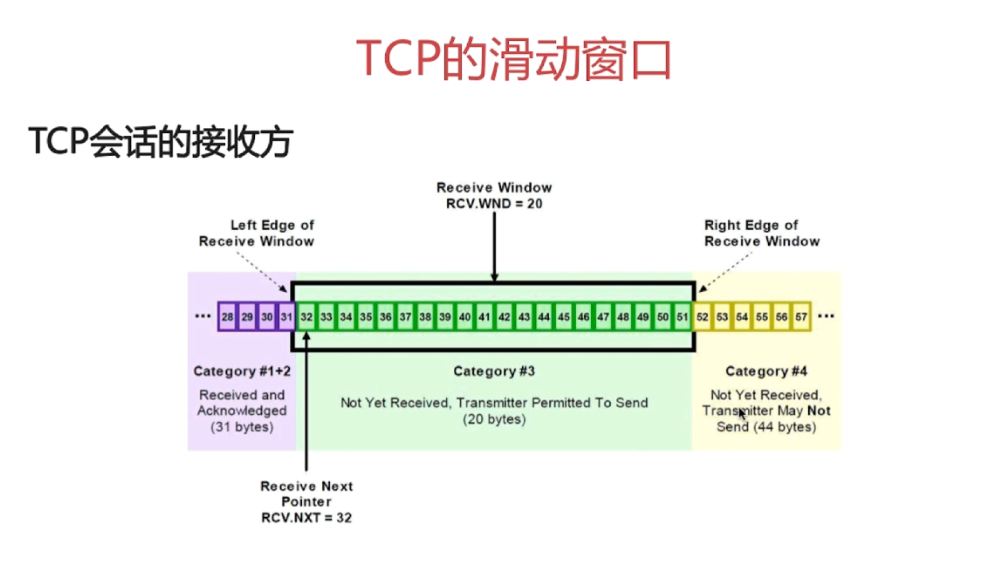 TCP的滑动窗口
TCP会话的接收方
Receive Window
RCV.WND = 20
Left Edge of
Receive Window
Right Edge of
Receive Window
... 28 29 30 31 32 33 34 35 36 37 38 39 40 41 42 43 44 45 46 47 48 49 50 51 52 53 54 55 56 57 ...
Category #1+2
Received and
Acknowledged
(31 bytes)
Category #3
Not Yet Received, Transmitter Permitted To Send
(20 bytes)
Category #4
Not Yet Received,
Transmitter May Not
Send (44 bytes)
Receive Next
Pointer
RCV.NXT = 32